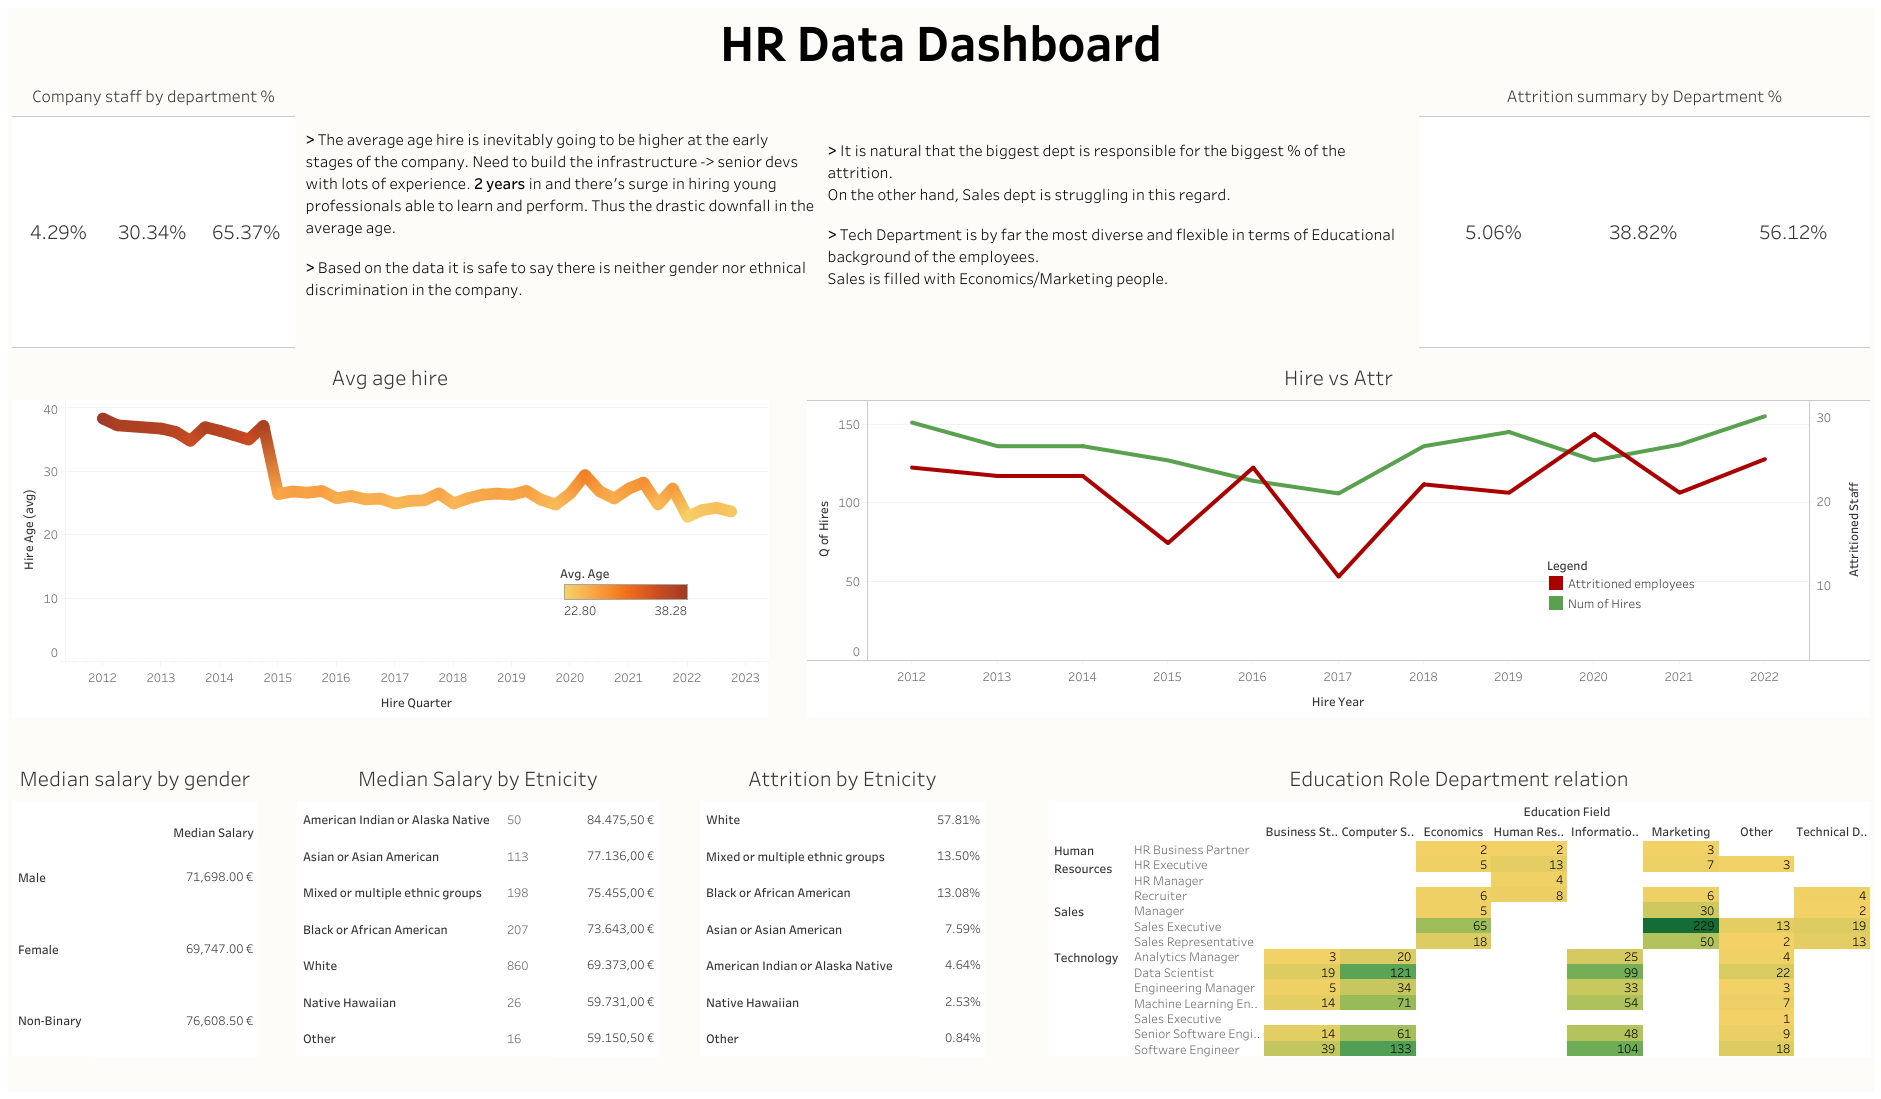 HR Data Dashboard
Company staff by department %
4.29% 30.34% 65.37%
> The average age hire is inevitably going to be higher at the early
stages of the company. Need to build the infrastructure -> senior devs
with lots of experience. 2 years in and there's surge in hiring young
professionals able to learn and perform. Thus the drastic downfall in the
average age.
> Based on the data it is safe to say there is neither gender nor ethnical
discrimination in the company.
> It is natural that the biggest dept is responsible for the biggest % of the
attrition.
On the other hand, Sales dept is struggling in this regard.
> Tech Department is by far the most diverse and flexible in terms of Educational
background of the employees.
Sales is filled with Economics/Marketing people.
Attrition summary by Department %
5.06% 38.82% 56.12%
Avg age hire
Hire Age (avg)
40
30
20
10
0
Avg. Age
22.80 38.28
2012 2013 2014 2015 2016 2017 2018 2019 2020 2021 2022 2023
Hire Quarter
Hire vs Attr
Q of Hires
150
100
50
0
30
20
10
Attritioned Staff
Legend
Attritioned employees
Num of Hires
2012 2013 2014 2015 2016 2017 2018 2019 2020 2021 2022
Hire Year
Median salary by gender
Median Salary
Male 71,698.00 €
Female 69,747.00 €
Non-Binary 76,608.50 €
Median Salary by Etnicity
American Indian or Alaska Native 50 84.475,50 €
Asian or Asian American 113 77.136,00 €
Mixed or multiple ethnic groups 198 75.455,00 €
Black or African American 207 73.643,00 €
White 860 69.373,00 €
Native Hawaiian 26 59.731,00 €
Other 16 59.150,50 €
Attrition by Etnicity
White 57.81%
Mixed or multiple ethnic groups 13.50%
Black or African American 13.08%
Asian or Asian American 7.59%
American Indian or Alaska Native 4.64%
Native Hawaiian 2.53%
Other 0.84%
Education Role Department relation
Education Field
Business St.. Computer S.. Economics Human Res.. Informatio.. Marketing Other Technical D..
Human
Resources
HR Business Partner 2 2 3
HR Executive 5 13 7 3
HR Manager 4
Recruiter 6 8 6 4
Sales
Manager 5 30 2
Sales Executive 65 229 13 19
Sales Representative 18 50 2 13
Technology
Analytics Manager 3 20 25 4
Data Scientist 19 121 99 22
Engineering Manager 5 34 33 3
Machine Learning En.. 14 71 54 7
Sales Executive 1
Senior Software Engi.. 14 61 48 9
Software Engineer 39 133 104 18